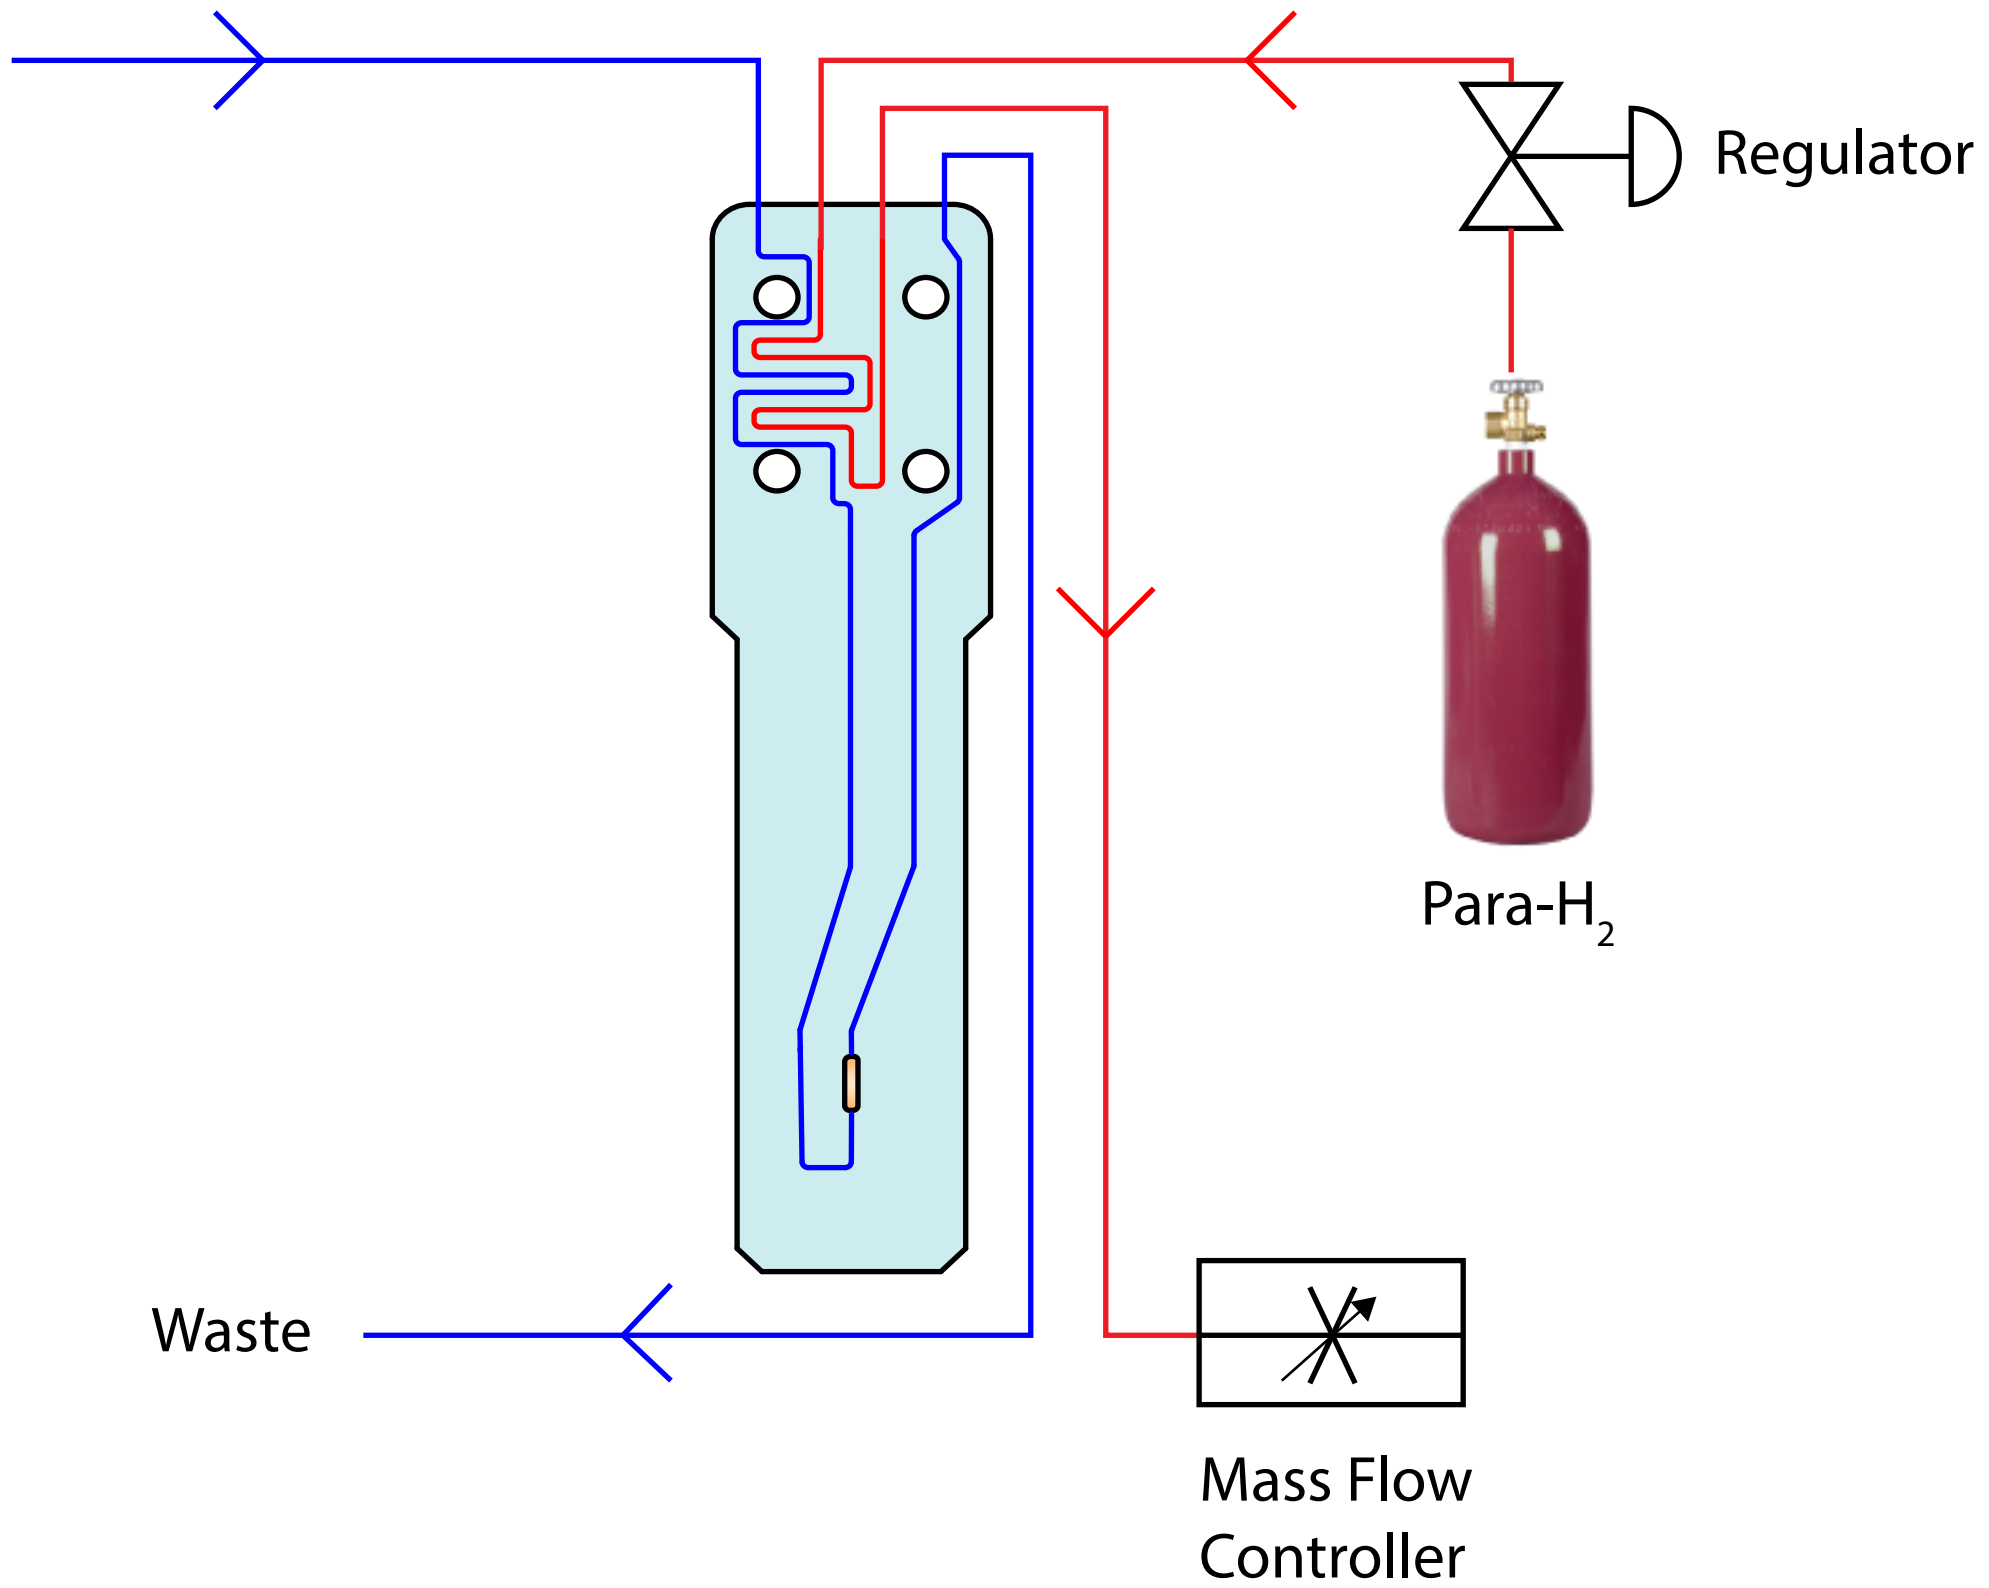 Regulator
Para-H₂
Waste
Mass Flow
Controller